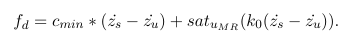 $f_d = c_{min} * (\dot{z_s} - \dot{z_u}) + sat_{u_{MR}}(k_0(\dot{z_s} - \dot{z_u})).$